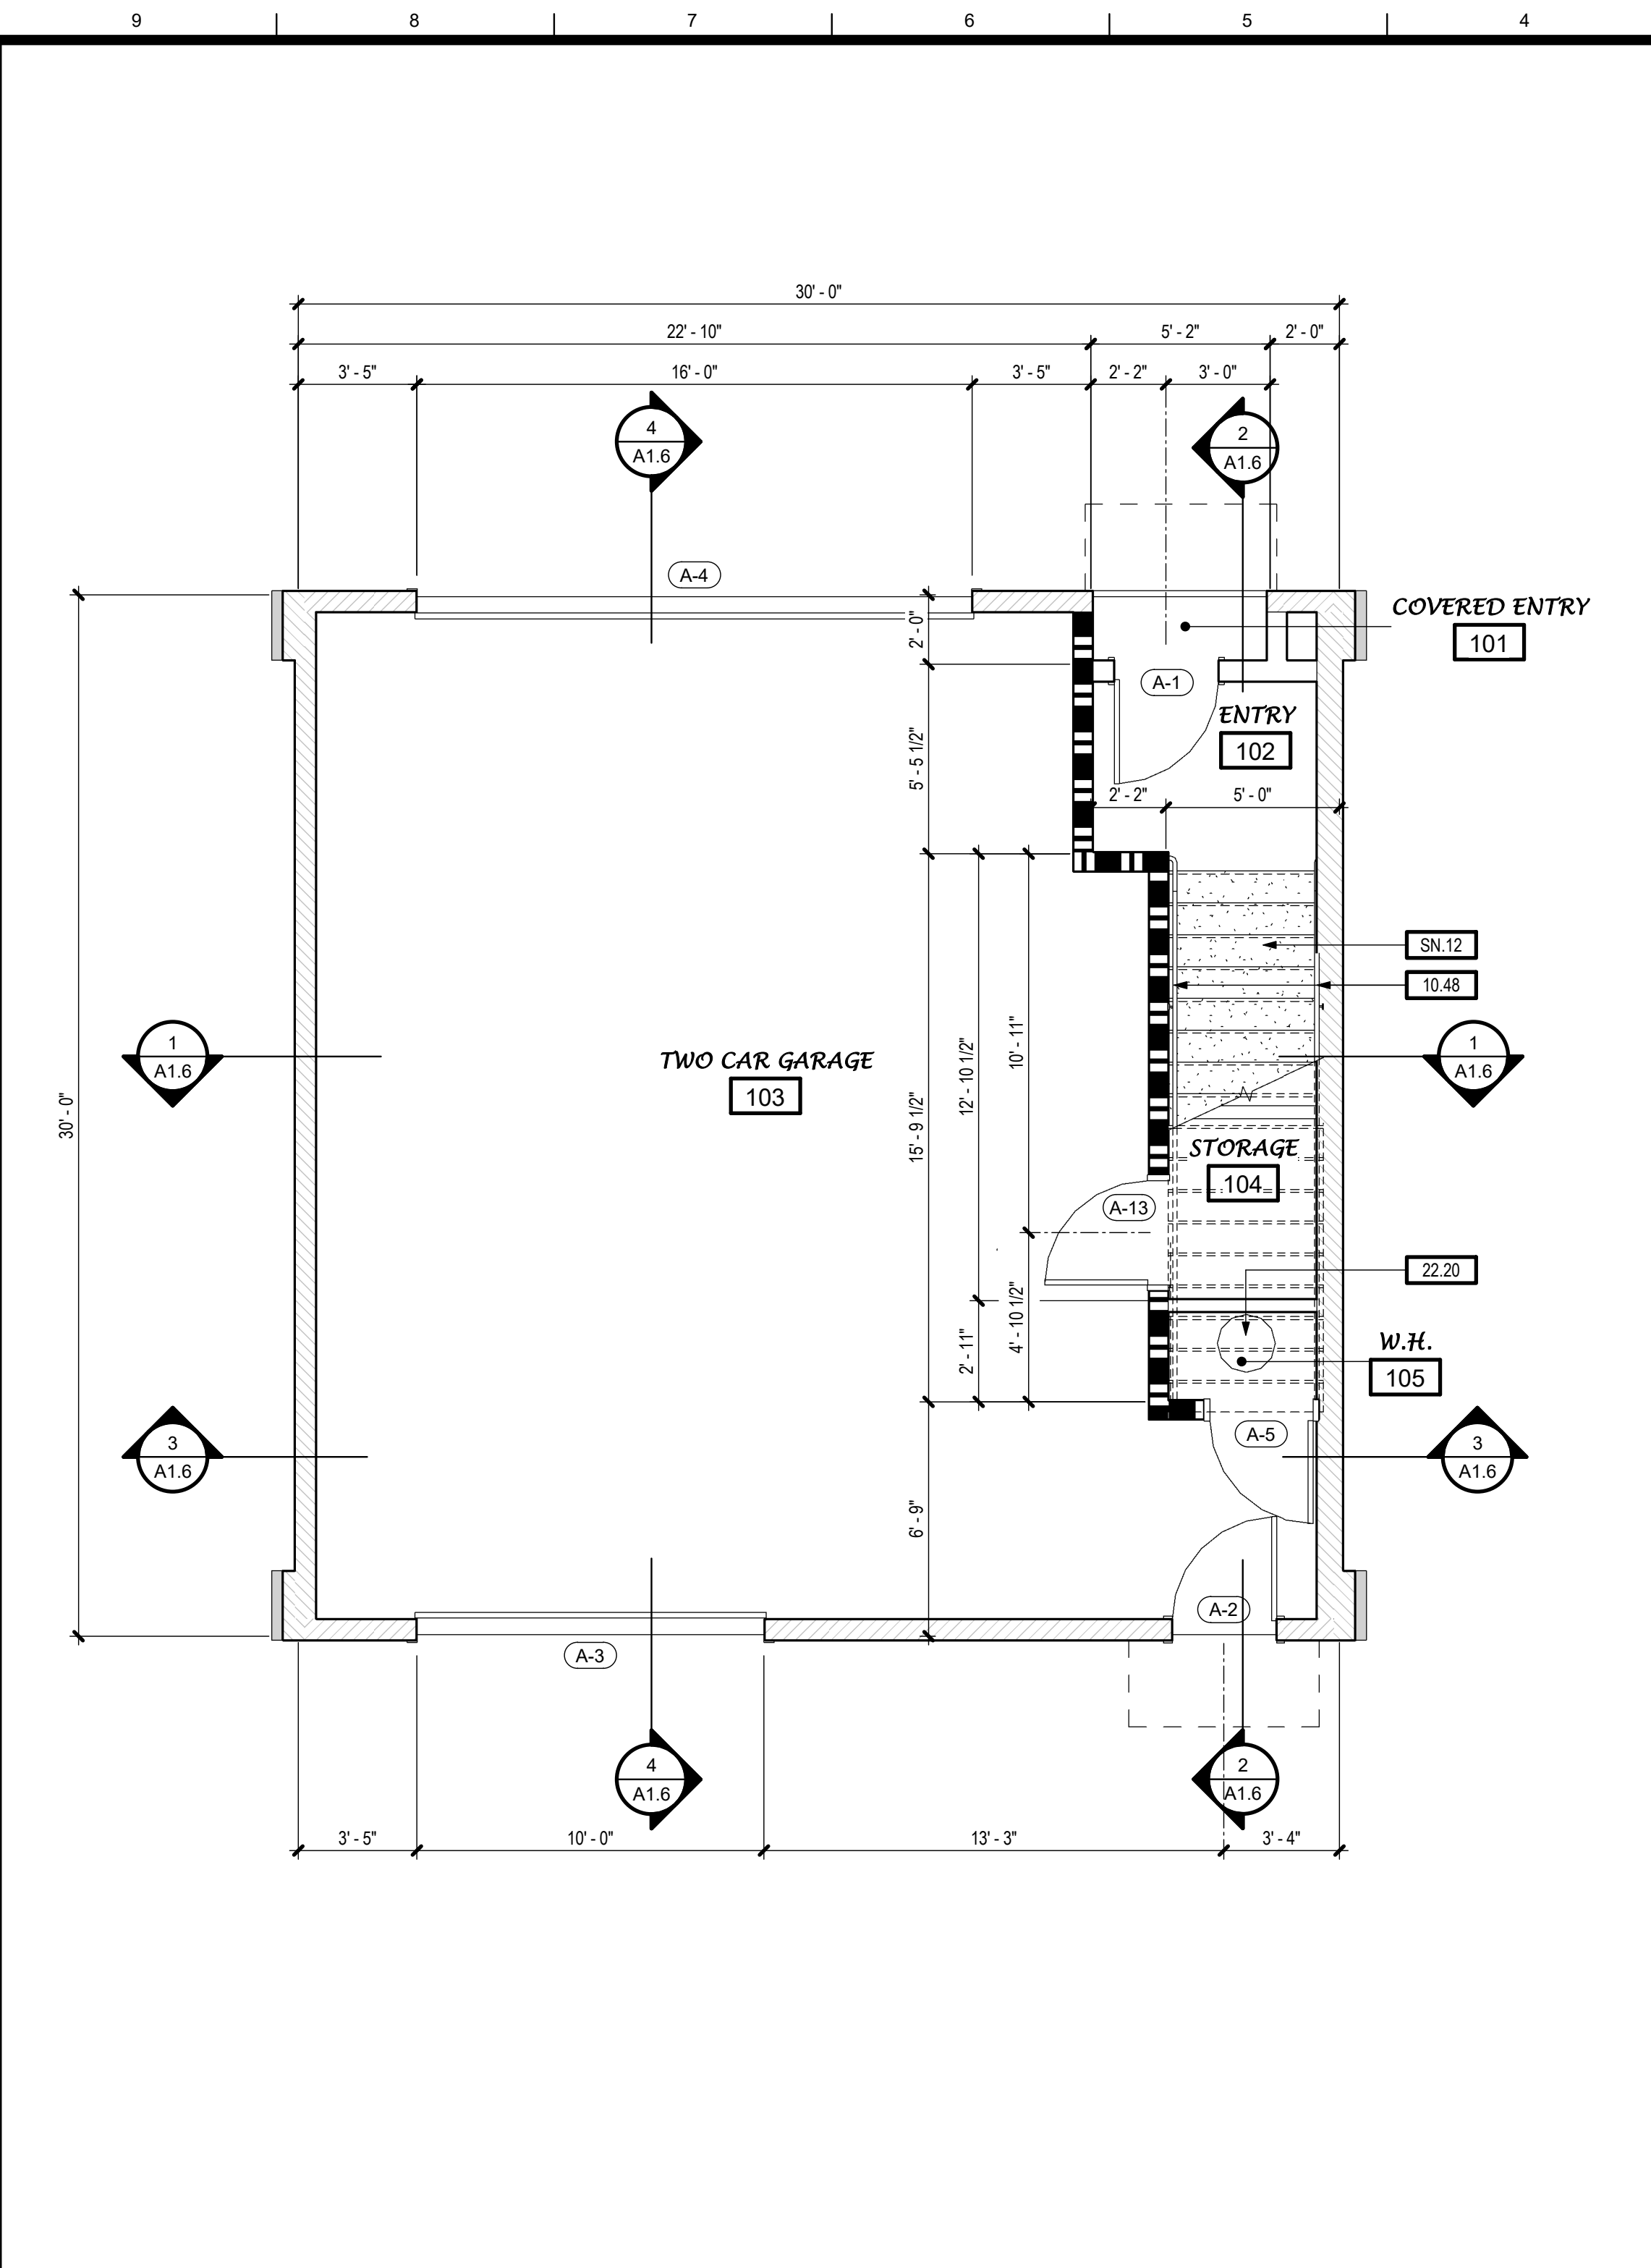 9 8 7 6 5 4
30' - 0"
22' - 10" 5' - 2" 2' - 0"
3' - 5" 16' - 0" 3' - 5" 2' - 2" 3' - 0"
4
A1.6
2
A1.6
A-4
COVERED ENTRY
101
2' - 0"
A-1
ENTRY
102
5' - 5 1/2"
2' - 2" 5' - 0"
SN.12
10.48
1
A1.6
TWO CAR GARAGE
103
1
A1.6
30' - 0"
15' - 9 1/2"
12' - 10 1/2"
10' - 11"
STORAGE
104
A-13
22.20
2' - 11"
4' - 10 1/2"
W.H.
105
A-5
3
A1.6
3
A1.6
6' - 9"
A-2
A-3
4
A1.6
2
A1.6
3' - 5" 10' - 0" 13' - 3" 3' - 4"